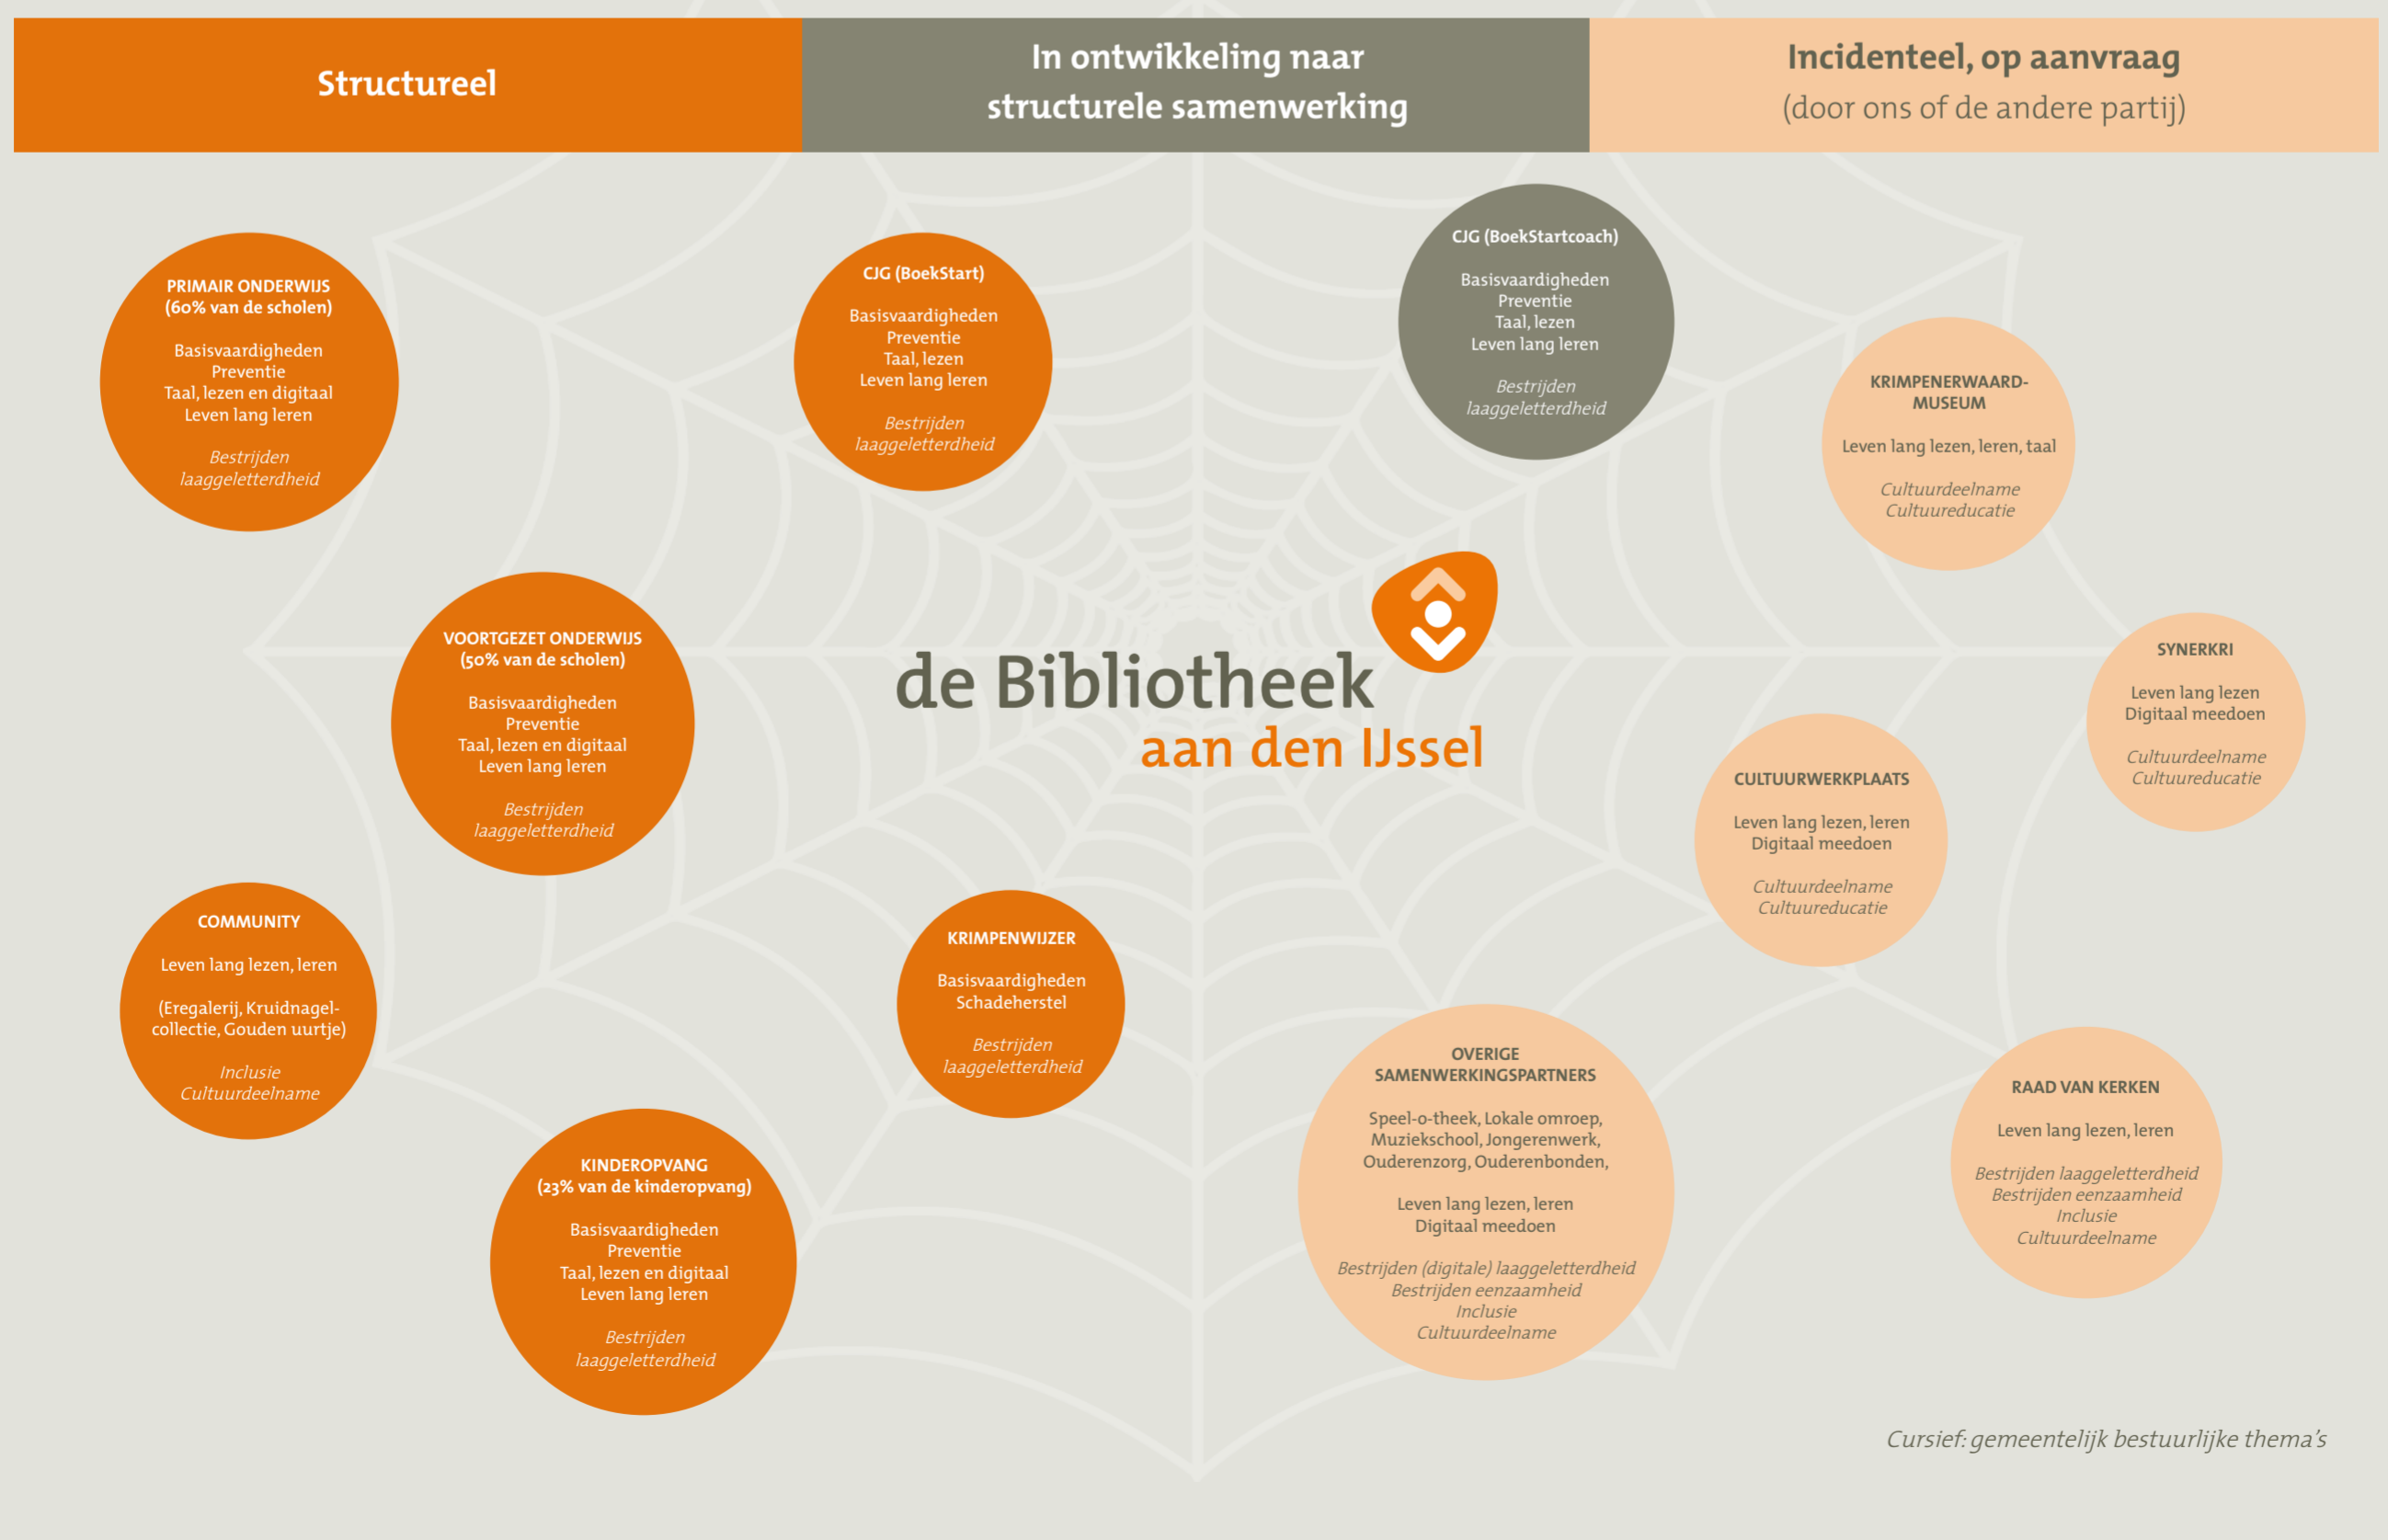 Structureel
In ontwikkeling naar
structurele samenwerking
Incidenteel, op aanvraag
(door ons of de andere partij)
PRIMAIR ONDERWIJS
(60% van de scholen)
Basisvaardigheden
Preventie
Taal, lezen en digitaal
Leven lang leren
Bestrijden
laaggeletterdheid
CJG (BoekStart)
Basisvaardigheden
Preventie
Taal, lezen
Leven lang leren
Bestrijden
laaggeletterdheid
CJG (BoekStartcoach)
Basisvaardigheden
Preventie
Taal, lezen
Leven lang leren
Bestrijden
laaggeletterdheid
KRIMPENERWAARD-
MUSEUM
Leven lang lezen, leren, taal
Cultuurdeelname
Cultuureducatie
VOORTGEZET ONDERWIJS
(50% van de scholen)
Basisvaardigheden
Preventie
Taal, lezen en digitaal
Leven lang leren
Bestrijden
laaggeletterdheid
de Bibliotheek
aan den IJssel
SYNERKRI
Leven lang lezen
Digitaal meedoen
Cultuurdeelname
Cultuureducatie
CULTUURWERKPLAATS
Leven lang lezen, leren
Digitaal meedoen
Cultuurdeelname
Cultuureducatie
COMMUNITY
Leven lang lezen, leren
(Eregalerij, Kruidnagel-
collectie, Gouden uurtje)
Inclusie
Cultuurdeelname
KRIMPENWIJZER
Basisvaardigheden
Schadeherstel
Bestrijden
laaggeletterdheid
KINDEROPVANG
(23% van de kinderopvang)
Basisvaardigheden
Preventie
Taal, lezen en digitaal
Leven lang leren
Bestrijden
laaggeletterdheid
OVERIGE
SAMENWERKINGSPARTNERS
Speel-o-theek, Lokale omroep,
Muziekschool, Jongerenwerk,
Ouderenzorg, Ouderenbonden,
Leven lang lezen, leren
Digitaal meedoen
Bestrijden (digitale) laaggeletterdheid
Bestrijden eenzaamheid
Inclusie
Cultuurdeelname
RAAD VAN KERKEN
Leven lang lezen, leren
Bestrijden laaggeletterdheid
Bestrijden eenzaamheid
Inclusie
Cultuurdeelname
Cursief: gemeentelijk bestuurlijke thema's